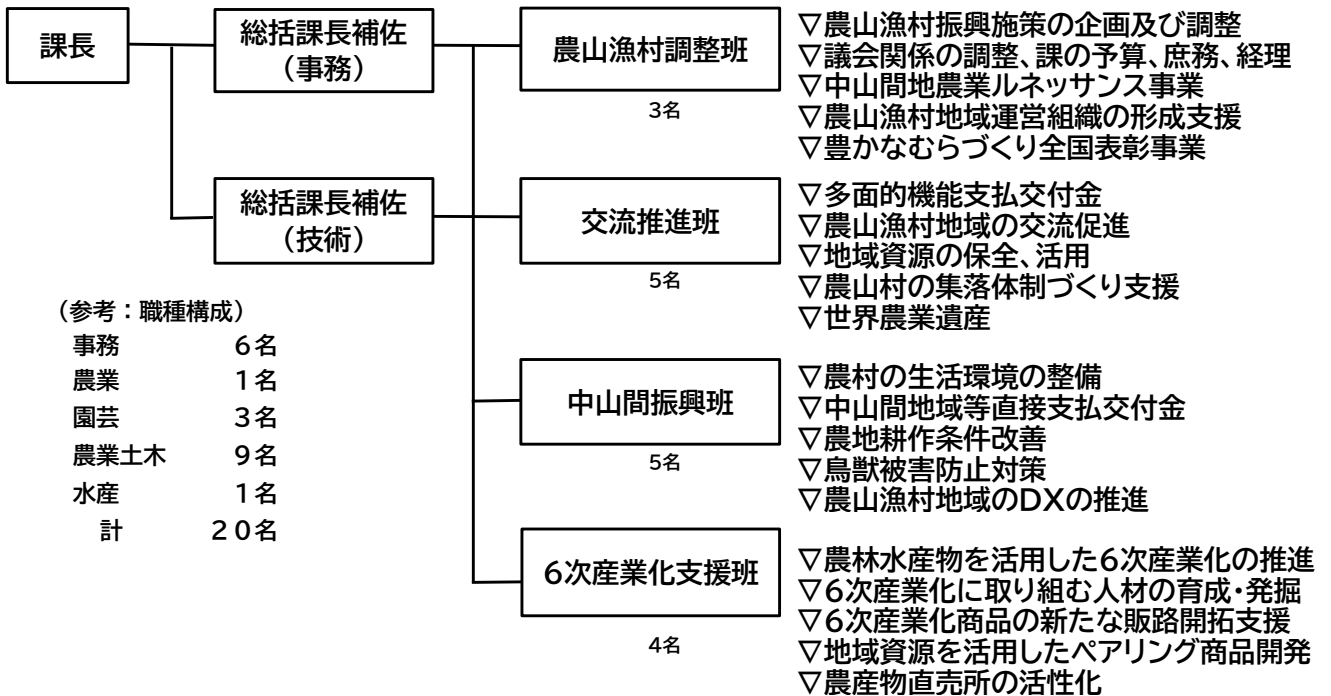 課長
総括課長補佐
（事務）
総括課長補佐
（技術）
農山漁村調整班
3名
▽農山漁村振興施策の企画及び調整
▽議会関係の調整、課の予算、庶務、経理
▽中山間地農業ルネッサンス事業
▽農山漁村地域運営組織の形成支援
▽豊かなむらづくり全国表彰事業
交流推進班
5名
▽多面的機能支払交付金
▽農山漁村地域の交流促進
▽地域資源の保全、活用
▽農山村の集落体制づくり支援
▽世界農業遺産
中山間振興班
5名
▽農村の生活環境の整備
▽中山間地域等直接支払交付金
▽農地耕作条件改善
▽鳥獣被害防止対策
▽農山漁村地域のDXの推進
6次産業化支援班
4名
▽農林水産物を活用した6次産業化の推進
▽6次産業化に取り組む人材の育成・発掘
▽6次産業化商品の新たな販路開拓支援
▽地域資源を活用したペアリング商品開発
▽農産物直売所の活性化
（参考：職種構成）
事務 6名
農業 1名
園芸 3名
農業土木 9名
水産 1名
計 20名